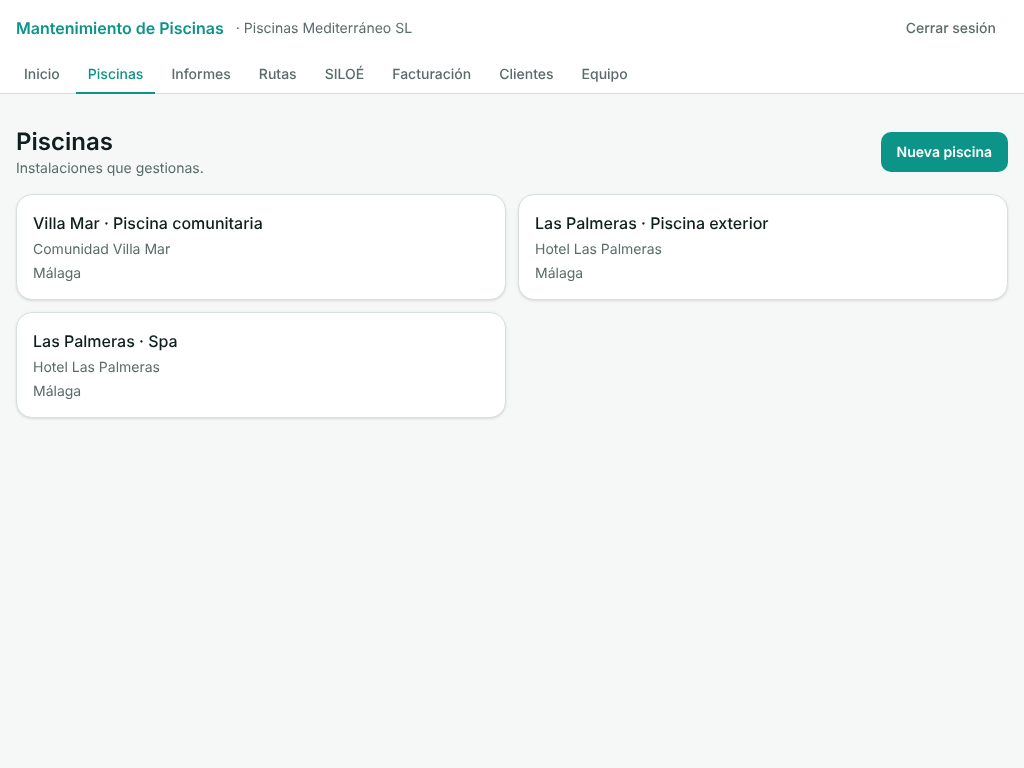 Mantenimiento de Piscinas · Piscinas Mediterráneo SL
Cerrar sesión
Inicio Piscinas Informes Rutas SILOÉ Facturación Clientes Equipo
Piscinas
Instalaciones que gestionas.
Nueva piscina
Villa Mar · Piscina comunitaria
Comunidad Villa Mar
Málaga
Las Palmeras · Piscina exterior
Hotel Las Palmeras
Málaga
Las Palmeras · Spa
Hotel Las Palmeras
Málaga